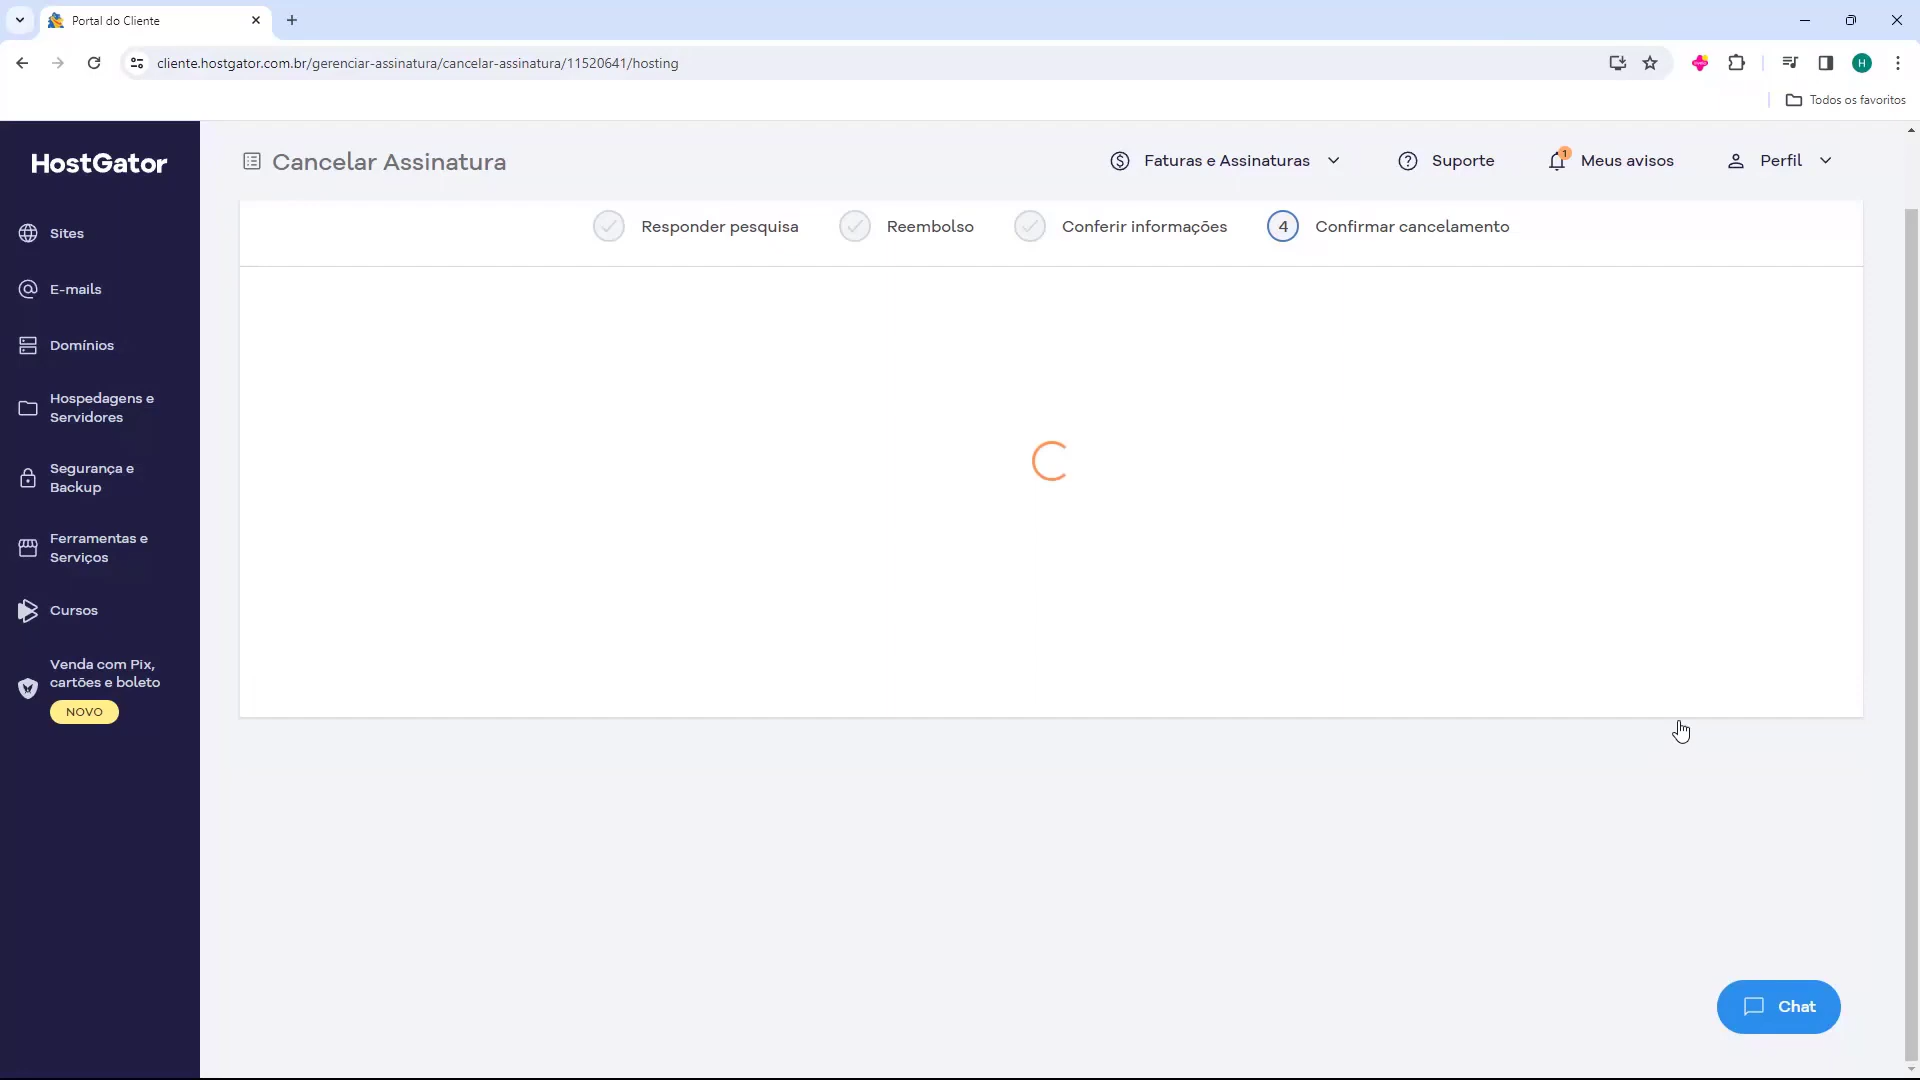 Portal do Cliente
cliente.hostgator.com.br/gerenciar-assinatura/cancelar-assinatura/11520641/hosting
H
Todos os favoritos
HostGator
Cancelar Assinatura
Faturas e Assinaturas
Suporte
1
Meus avisos
Perfil
Responder pesquisa
Reembolso
Conferir informações
4
Confirmar cancelamento
Sites
E-mails
Domínios
Hospedagens e
Servidores
Segurança e
Backup
Ferramentas e
Serviços
Cursos
Venda com Pix,
cartões e boleto
NOVO
Chat